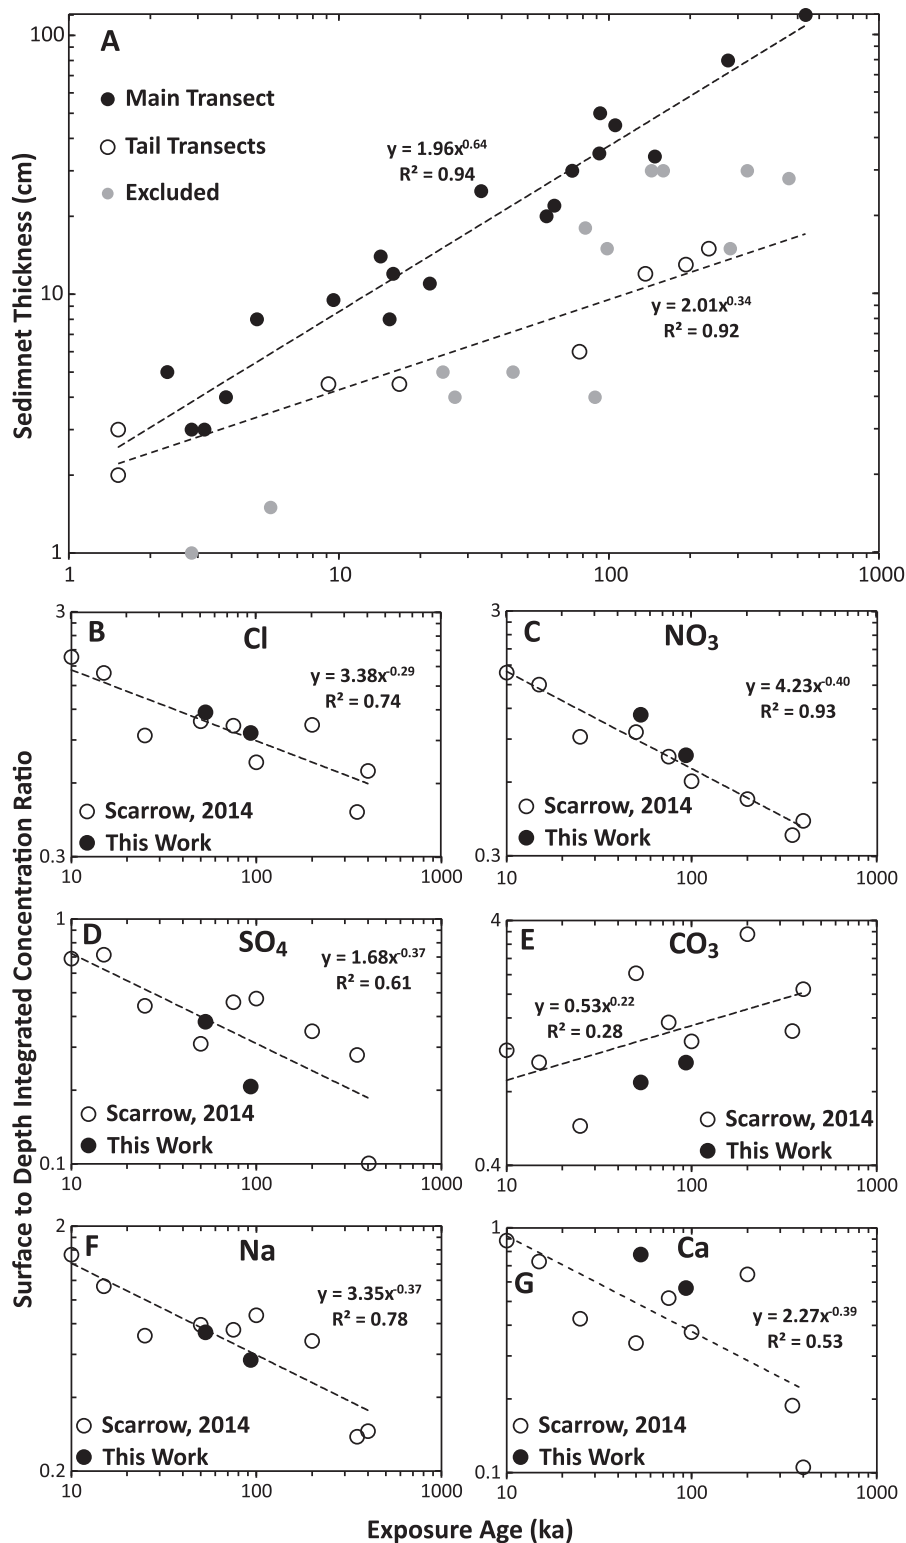 A
Main Transect
Tail Transects
Excluded
y = 1.96x^0.64
R² = 0.94
y = 2.01x^0.34
R² = 0.92
Sedimnet Thickness (cm)
100
10
1
1 10 100 1000
B Cl
y = 3.38x^-0.29
R² = 0.74
Scarrow, 2014
This Work
3
0.3
10 100 1000
C NO₃
y = 4.23x^-0.40
R² = 0.93
Scarrow, 2014
This Work
3
0.3
10 100 1000
Surface to Depth Integrated Concentration Ratio
D SO₄
y = 1.68x^-0.37
R² = 0.61
Scarrow, 2014
This Work
1
0.1
10 100 1000
E CO₃
y = 0.53x^0.22
R² = 0.28
Scarrow, 2014
This Work
4
0.4
10 100 1000
F Na
y = 3.35x^-0.37
R² = 0.78
Scarrow, 2014
This Work
2
0.2
10 100 1000
G Ca
y = 2.27x^-0.39
R² = 0.53
Scarrow, 2014
This Work
1
0.1
10 100 1000
Exposure Age (ka)